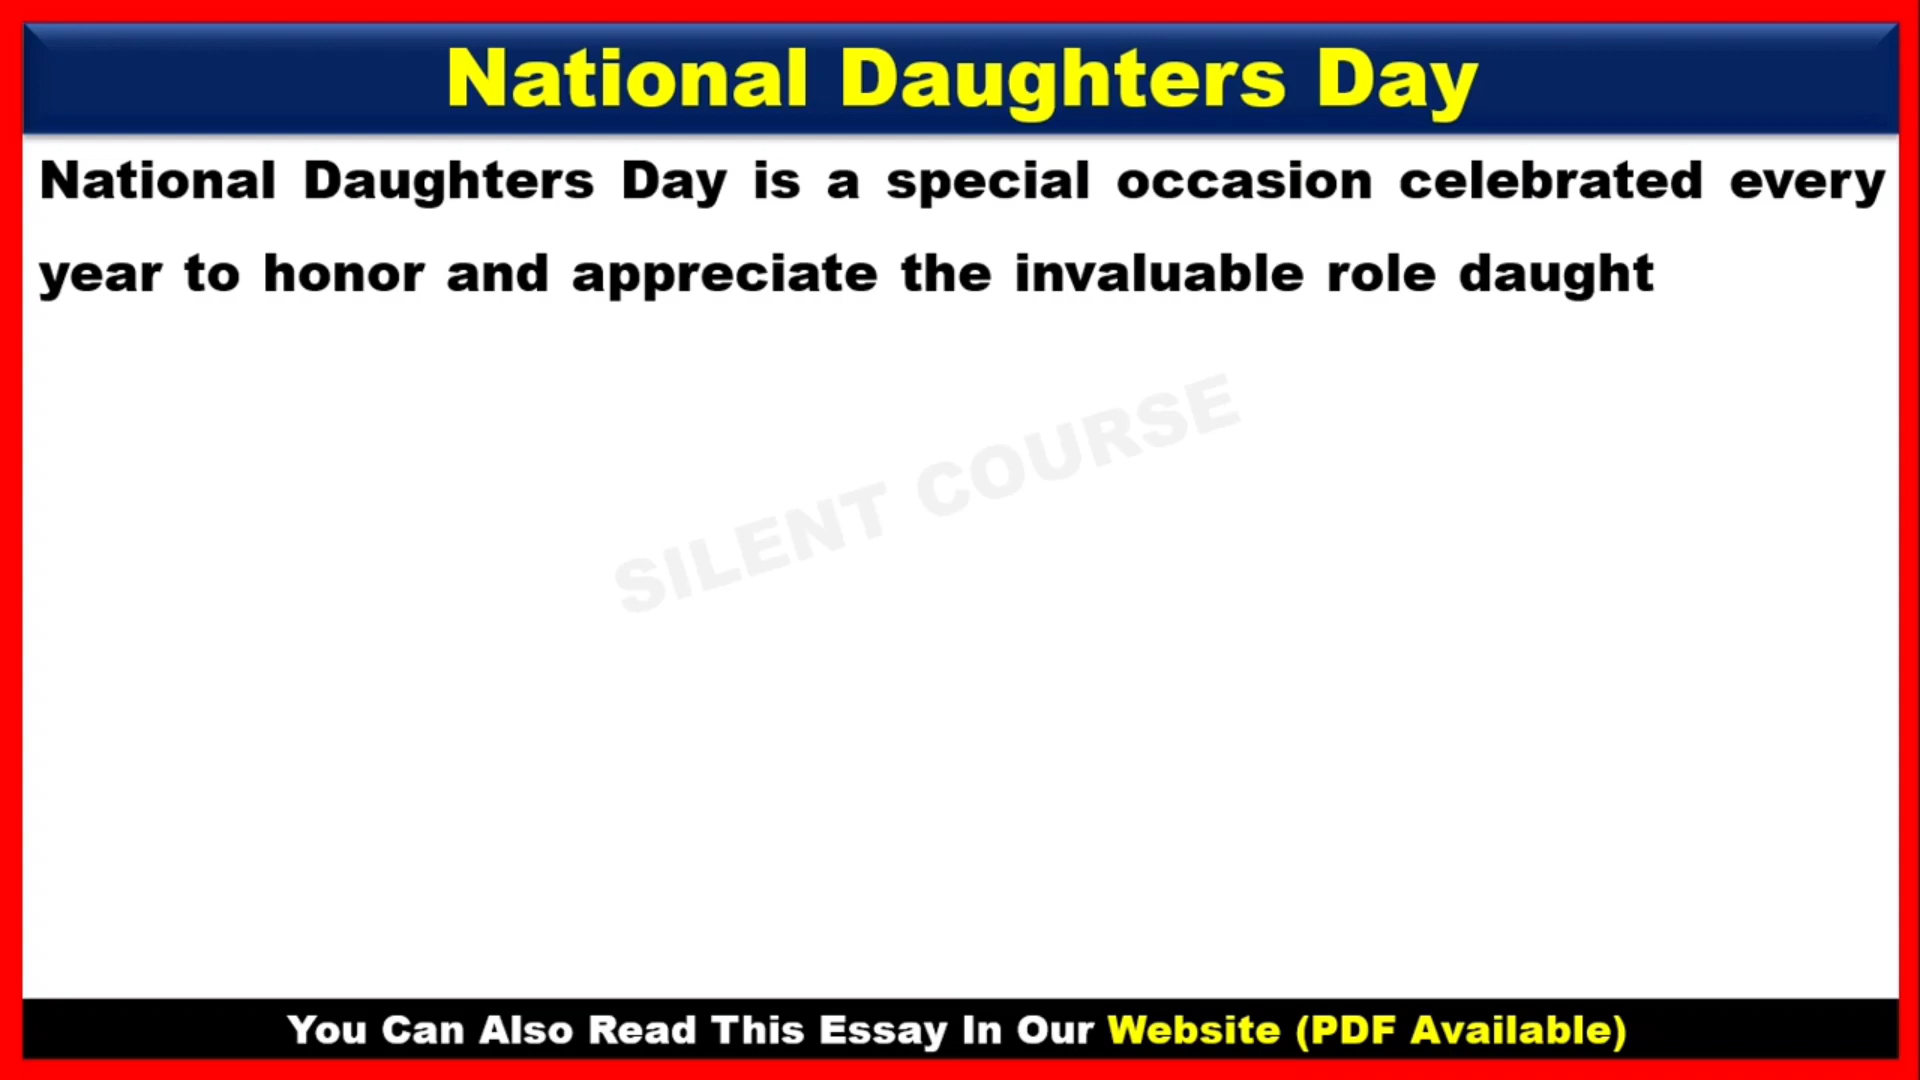 National Daughters Day
National Daughters Day is a special occasion celebrated every
year to honor and appreciate the invaluable role daught
SILENT COURSE
You Can Also Read This Essay In Our Website (PDF Available)